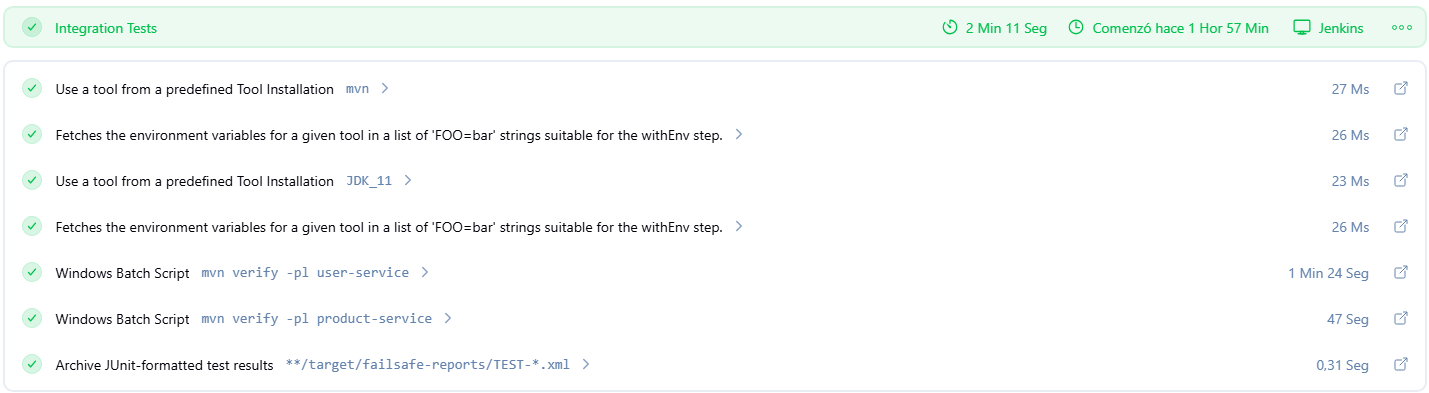 Integration Tests 2 Min 11 Seg Comenzó hace 1 Hor 57 Min Jenkins
Use a tool from a predefined Tool Installation mvn 27 Ms
Fetches the environment variables for a given tool in a list of 'FOO=bar' strings suitable for the withEnv step. 26 Ms
Use a tool from a predefined Tool Installation JDK_11 23 Ms
Fetches the environment variables for a given tool in a list of 'FOO=bar' strings suitable for the withEnv step. 26 Ms
Windows Batch Script mvn verify -pl user-service 1 Min 24 Seg
Windows Batch Script mvn verify -pl product-service 47 Seg
Archive JUnit-formatted test results **/target/failsafe-reports/TEST-*.xml 0,31 Seg